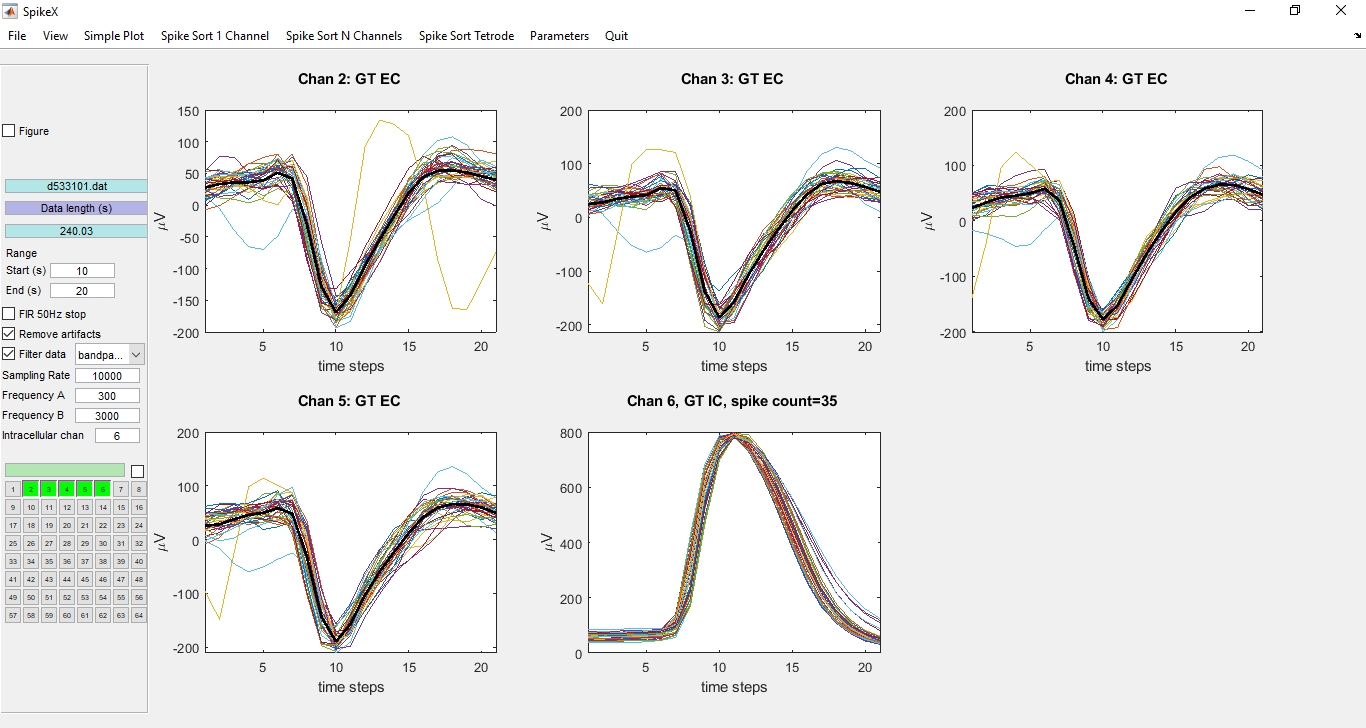 SpikeX
File View Simple Plot Spike Sort 1 Channel Spike Sort N Channels Spike Sort Tetrode Parameters Quit
Figure
d533101.dat
Data length (s)
240.03
Range
Start (s) 10
End (s) 20
FIR 50Hz stop
Remove artifacts
Filter data bandpa...
Sampling Rate 10000
Frequency A 300
Frequency B 3000
Intracellular chan 6
1 2 3 4 5 6 7 8
9 10 11 12 13 14 15 16
17 18 19 20 21 22 23 24
25 26 27 28 29 30 31 32
33 34 35 36 37 38 39 40
41 42 43 44 45 46 47 48
49 50 51 52 53 54 55 56
57 58 59 60 61 62 63 64
Chan 2: GT EC
150
100
50
0
-50
-100
-150
-200
μV
5 10 15 20
time steps
Chan 3: GT EC
200
100
0
-100
-200
μV
5 10 15 20
time steps
Chan 4: GT EC
200
100
0
-100
-200
μV
5 10 15 20
time steps
Chan 5: GT EC
200
100
0
-100
-200
μV
5 10 15 20
time steps
Chan 6, GT IC, spike count=35
800
600
400
200
0
μV
5 10 15 20
time steps